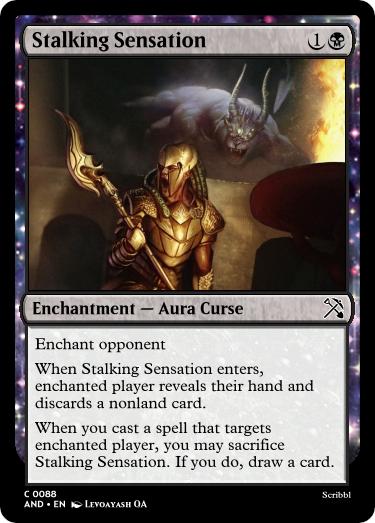 Stalking Sensation 1
Enchantment — Aura Curse
Enchant opponent
When Stalking Sensation enters,
enchanted player reveals their hand and
discards a nonland card.
When you cast a spell that targets
enchanted player, you may sacrifice
Stalking Sensation. If you do, draw a card.
C 0088
AND • EN Levoayash OA
Scribbl